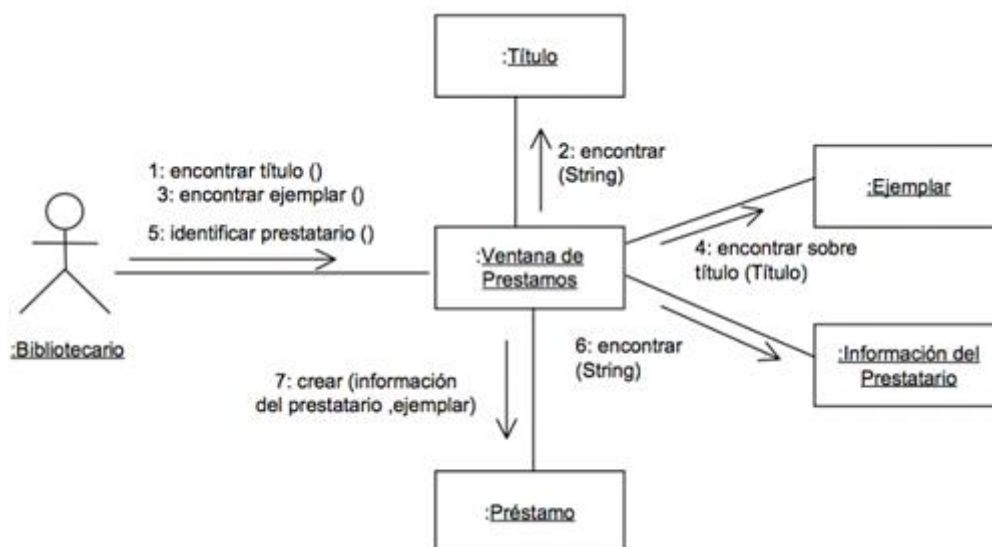 :Título
1: encontrar título ()
3: encontrar ejemplar ()
5: identificar prestatario ()
2: encontrar
(String)
:Ejemplar
:Ventana de
Prestamos
4: encontrar sobre
título (Título)
:Bibliotecario
6: encontrar
(String)
:Información del
Prestatario
7: crear (información
del prestatario ,ejemplar)
:Préstamo